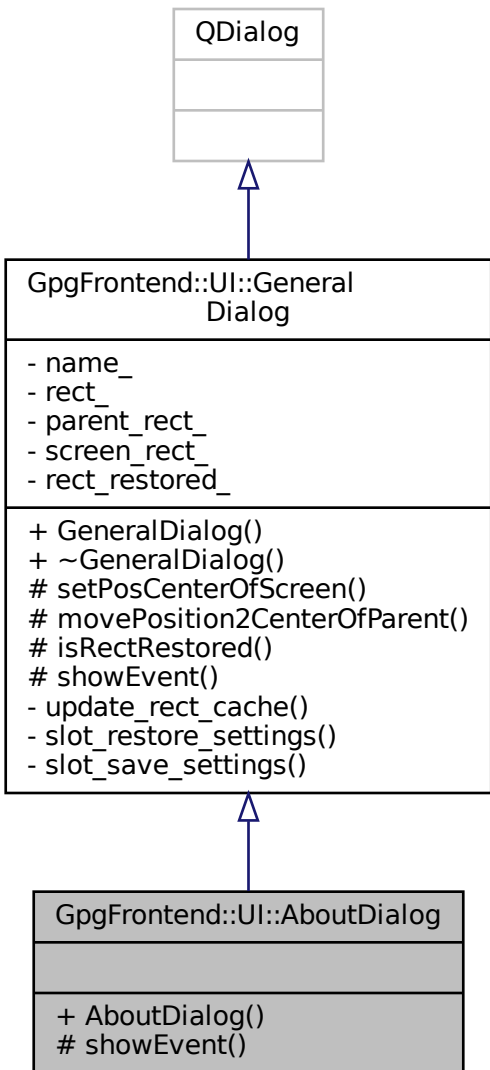 QDialog
GpgFrontend::UI::General
Dialog
- name_
- rect_
- parent_rect_
- screen_rect_
- rect_restored_
+ GeneralDialog()
+ ~GeneralDialog()
# setPosCenterOfScreen()
# movePosition2CenterOfParent()
# isRectRestored()
# showEvent()
- update_rect_cache()
- slot_restore_settings()
- slot_save_settings()
GpgFrontend::UI::AboutDialog
+ AboutDialog()
# showEvent()